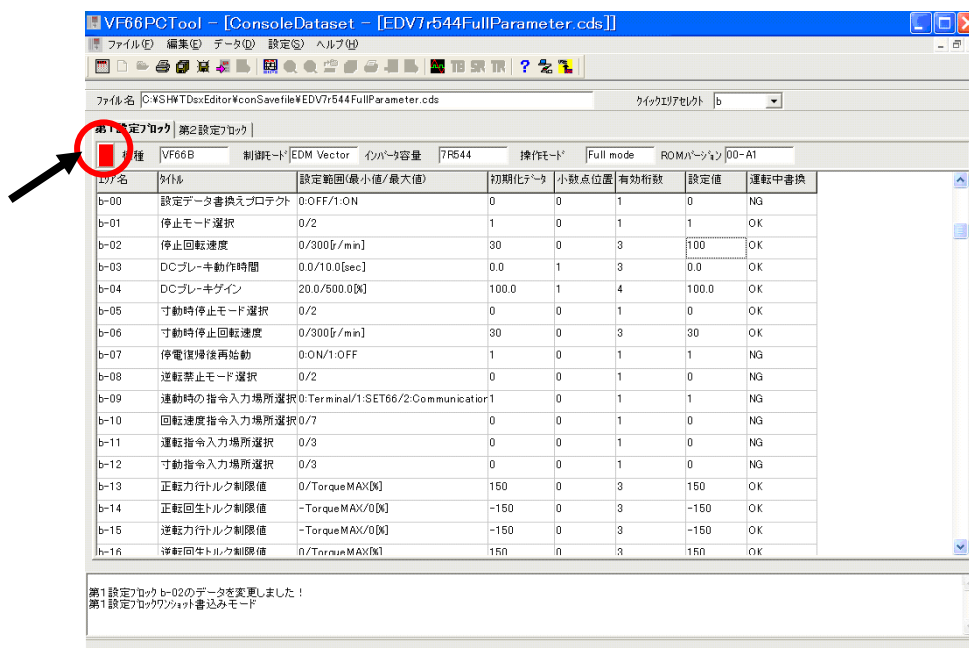 VF66PCTool - [ConsoleDataset - [EDV7r544FullParameter.cds]]
ファイル(F) 編集(E) データ(D) 設定(S) ヘルプ(H)
TB SR TR ?
ファイル名 C:¥SH¥TDsxEditor¥conSavefile¥EDV7r544FullParameter.cds クイックエリアセレクト b
第1設定ブロック 第2設定ブロック
機種 VF66B 制御モード EDM Vector インバータ容量 7R544 操作モード Full mode ROMバージョン 00-A1
エリア名 タイトル 設定範囲(最小値/最大値) 初期化データ 小数点位置 有効桁数 設定値 運転中書換
b-00 設定データ書換えプロテクト 0:OFF/1:ON 0 0 1 0 NG
b-01 停止モード選択 0/2 1 0 1 1 OK
b-02 停止回転速度 0/300[r/min] 30 0 3 100 OK
b-03 DCブレーキ動作時間 0.0/10.0[sec] 0.0 1 3 0.0 OK
b-04 DCブレーキゲイン 20.0/500.0[%] 100.0 1 4 100.0 OK
b-05 寸動時停止モード選択 0/2 0 0 1 0 OK
b-06 寸動時停止回転速度 0/300[r/min] 30 0 3 30 OK
b-07 停電復帰後再始動 0:ON/1:OFF 1 0 1 1 NG
b-08 逆転禁止モード選択 0/2 0 0 1 0 NG
b-09 連動時の指令入力場所選択 0:Terminal/1:SET66/2:Communication 1 0 1 1 NG
b-10 回転速度指令入力場所選択 0/7 0 0 1 0 NG
b-11 運転指令入力場所選択 0/3 0 0 1 0 NG
b-12 寸動指令入力場所選択 0/3 0 0 1 0 NG
b-13 正転力行トルク制限値 0/TorqueMAX[%] 150 0 3 150 OK
b-14 正転回生トルク制限値 -TorqueMAX/0[%] -150 0 3 -150 OK
b-15 逆転力行トルク制限値 -TorqueMAX/0[%] -150 0 3 -150 OK
b-16 逆転回生トルク制限値 0/TorqueMAX[%] 150 0 3 150 OK
第1設定ブロック b-02のデータを変更しました！
第1設定ブロックワンショット書込みモード